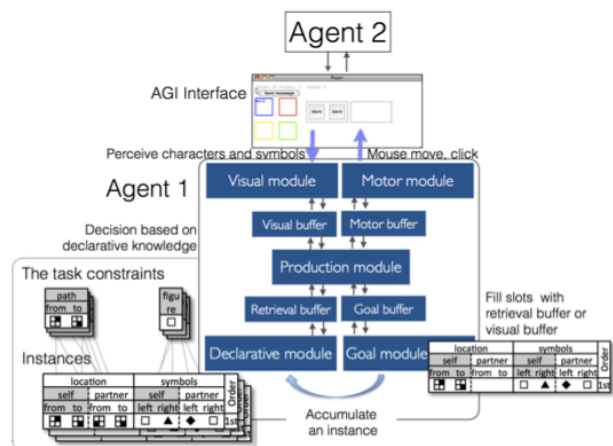 Agent 2
AGI Interface
Perceive characters and symbols
Mouse move, click
Agent 1
Visual module
Motor module
Decision based on
declarative knowledge
Visual buffer
Motor buffer
The task constraints
Production module
path
from to
figu
re
Retrieval buffer
Goal buffer
Fill slots with
retrieval buffer or
visual buffer
Instances
Declarative module
Goal module
location
symbols
self
partner
self
partner
from to
from to
left right
left right
Order
1st
location
symbols
self
partner
self
partner
from to
from to
left right
left right
Order
1st
Accumulate
an instance